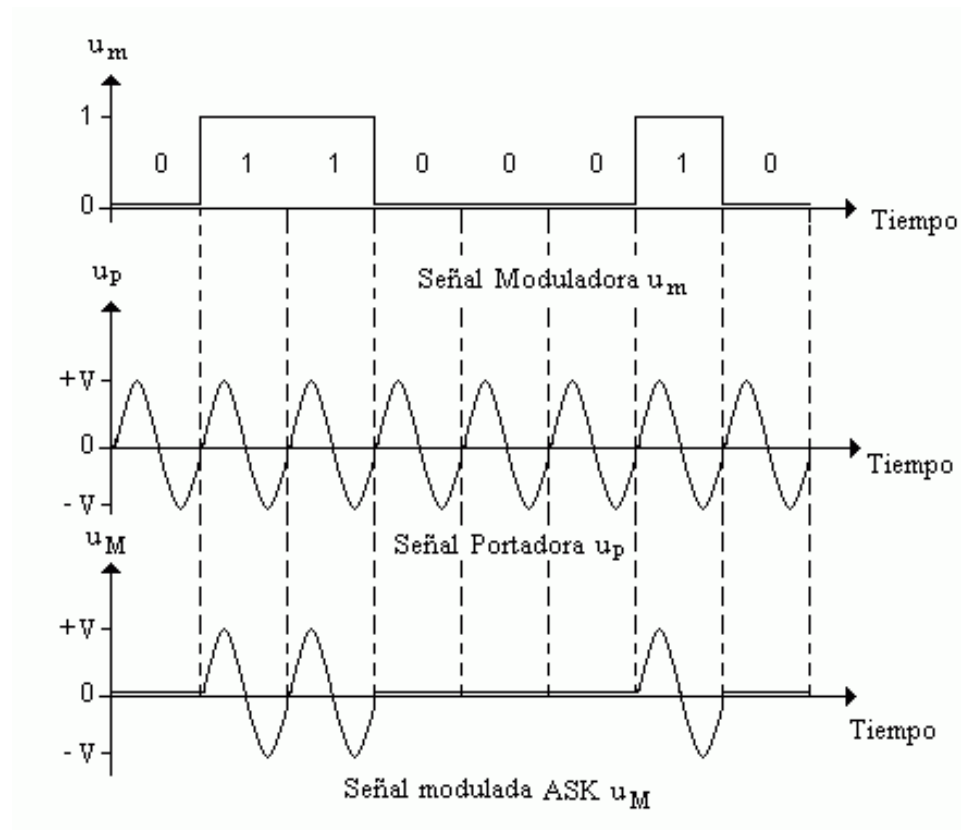 u_m
1
0 1 1 0 0 0 1 0
0
Tiempo
Señal Moduladora u_m
u_P
+V
0
Tiempo
- V
Señal Portadora u_P
u_M
+V
0
Tiempo
- V
Señal modulada ASK u_M